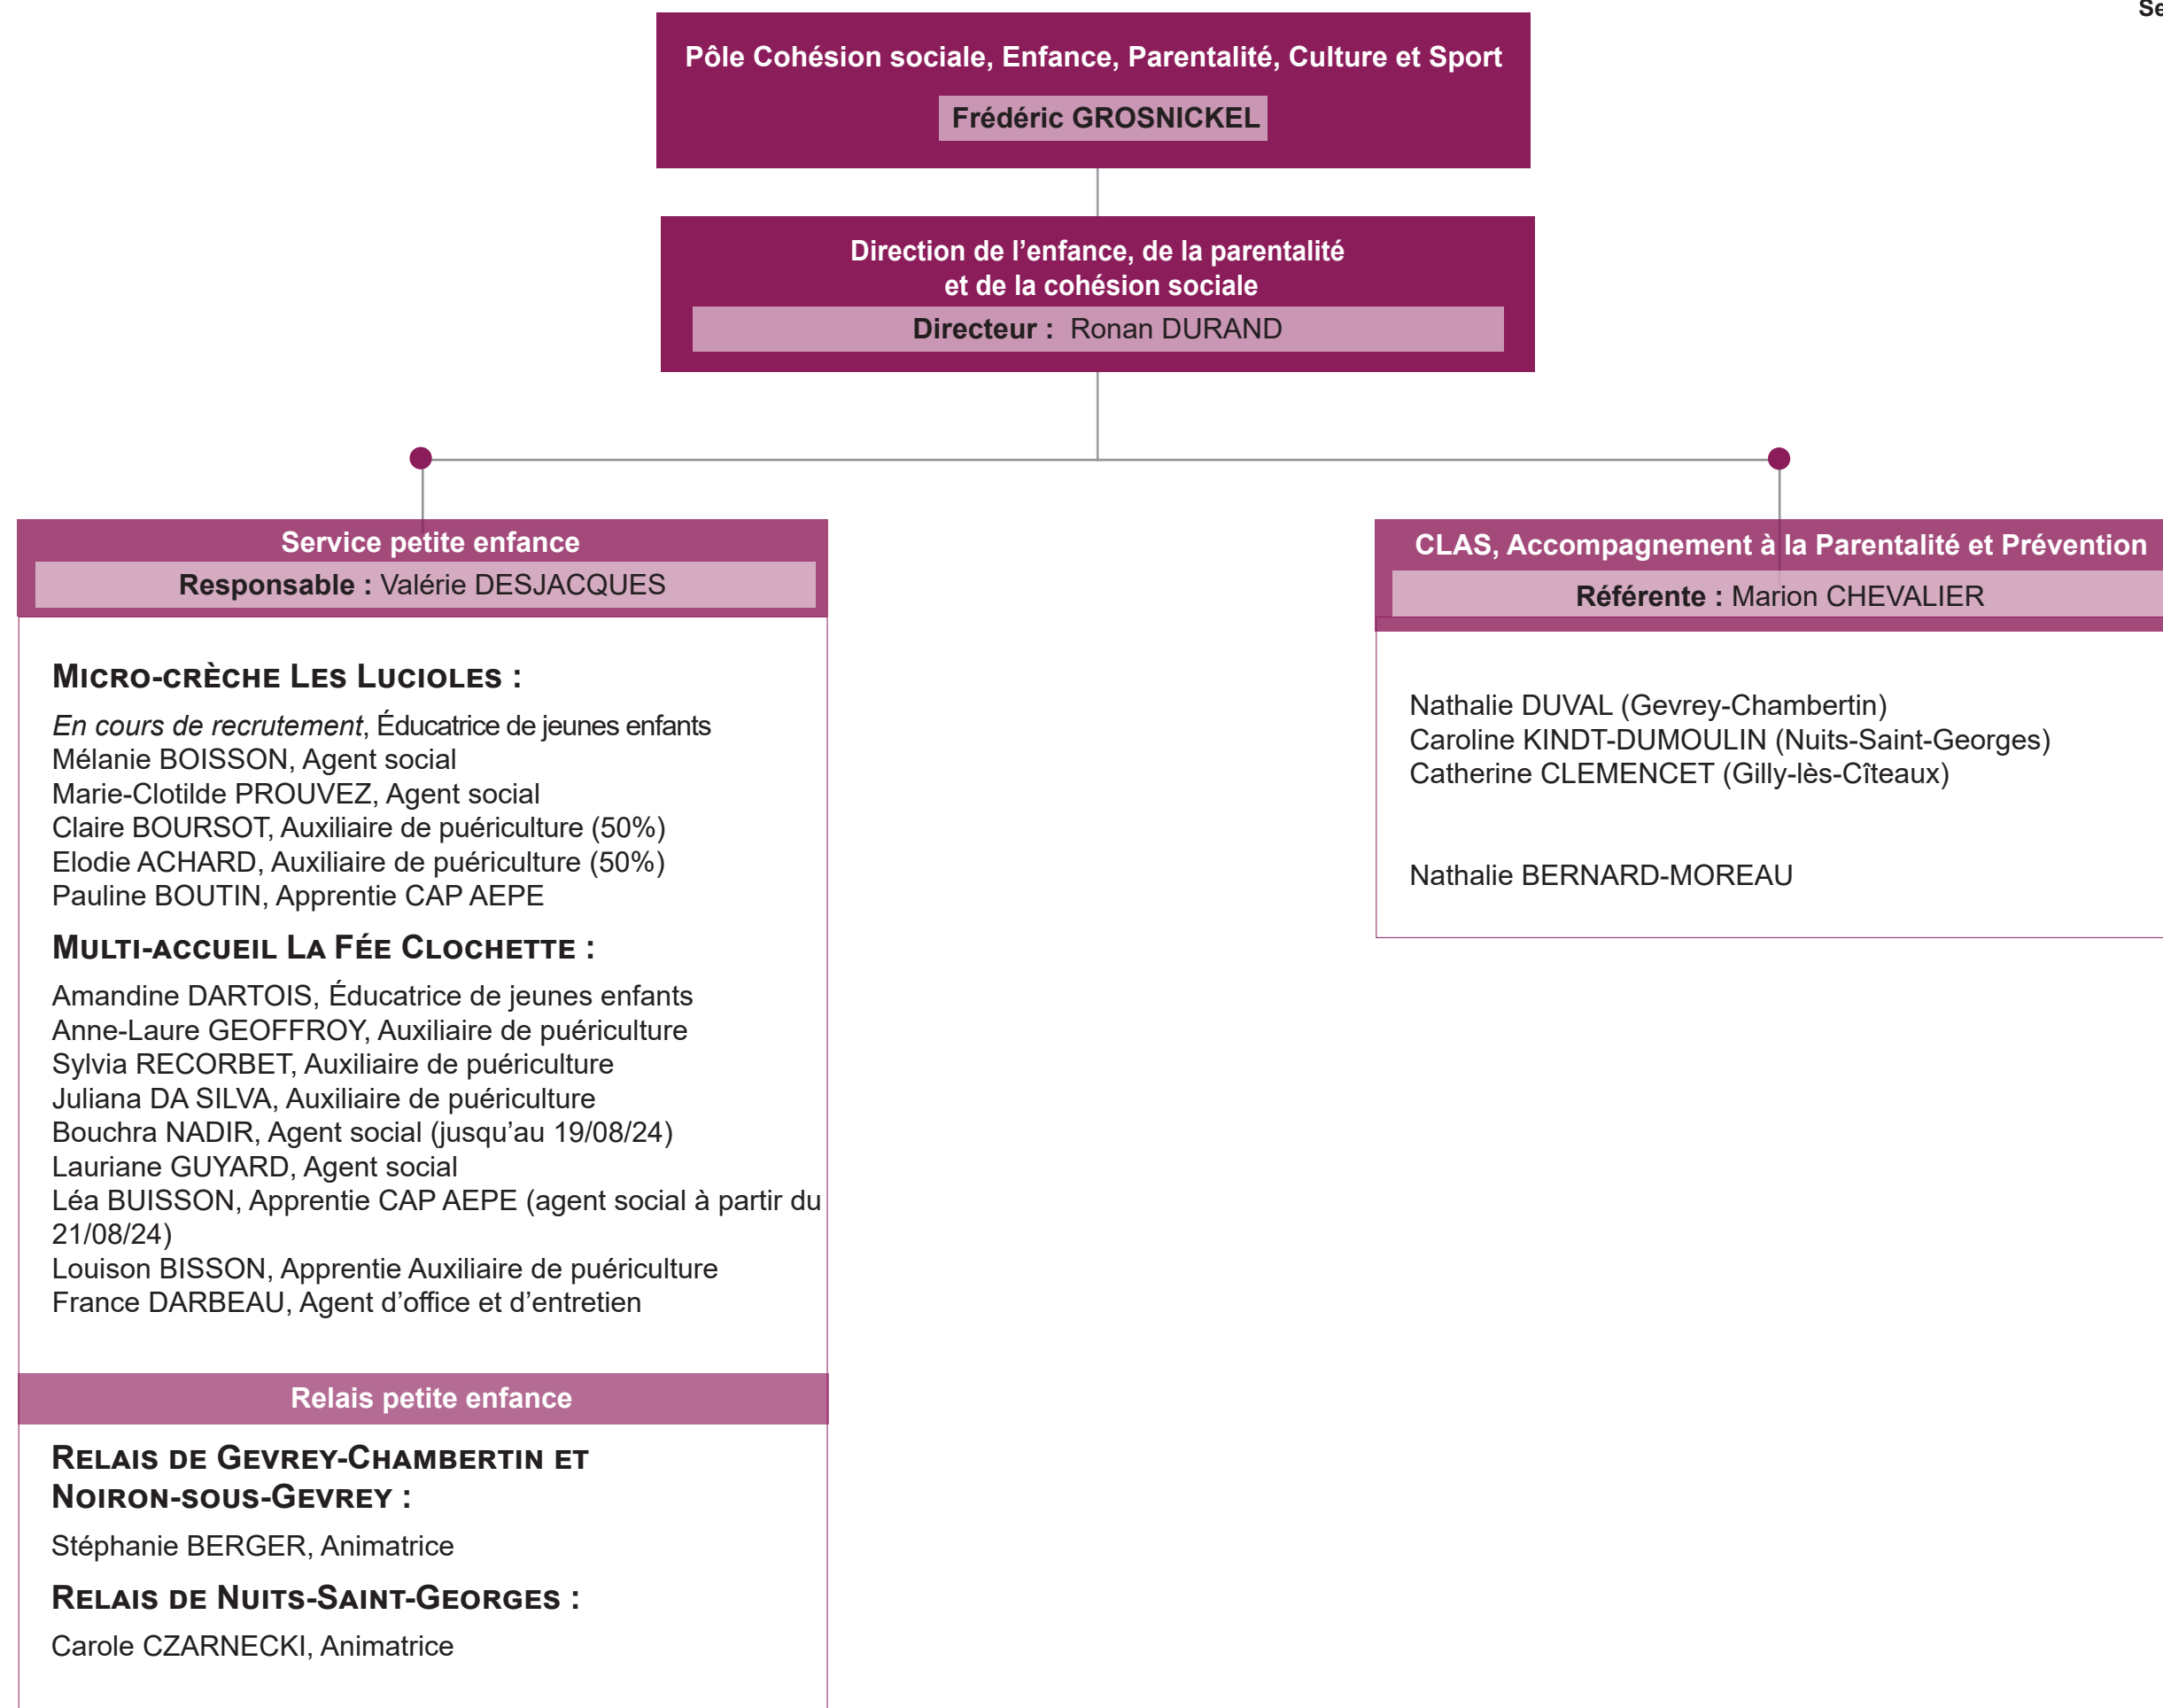 Se
Pôle Cohésion sociale, Enfance, Parentalité, Culture et Sport
Frédéric GROSNICKEL
Direction de l’enfance, de la parentalité
et de la cohésion sociale
Directeur : Ronan DURAND
Service petite enfance
Responsable : Valérie DESJACQUES
Micro-crèche Les Lucioles :
En cours de recrutement, Éducatrice de jeunes enfants
Mélanie BOISSON, Agent social
Marie-Clotilde PROUVEZ, Agent social
Claire BOURSOT, Auxiliaire de puériculture (50%)
Elodie ACHARD, Auxiliaire de puériculture (50%)
Pauline BOUTIN, Apprentie CAP AEPE
Multi-accueil La Fée Clochette :
Amandine DARTOIS, Éducatrice de jeunes enfants
Anne-Laure GEOFFROY, Auxiliaire de puériculture
Sylvia RECORBET, Auxiliaire de puériculture
Juliana DA SILVA, Auxiliaire de puériculture
Bouchra NADIR, Agent social (jusqu’au 19/08/24)
Lauriane GUYARD, Agent social
Léa BUISSON, Apprentie CAP AEPE (agent social à partir du
21/08/24)
Louison BISSON, Apprentie Auxiliaire de puériculture
France DARBEAU, Agent d’office et d’entretien
Relais petite enfance
Relais de Gevrey-Chambertin et
Noiron-sous-Gevrey :
Stéphanie BERGER, Animatrice
Relais de Nuits-Saint-Georges :
Carole CZARNECKI, Animatrice
CLAS, Accompagnement à la Parentalité et Prévention
Référente : Marion CHEVALIER
Nathalie DUVAL (Gevrey-Chambertin)
Caroline KINDT-DUMOULIN (Nuits-Saint-Georges)
Catherine CLEMENCET (Gilly-lès-Cîteaux)
Nathalie BERNARD-MOREAU